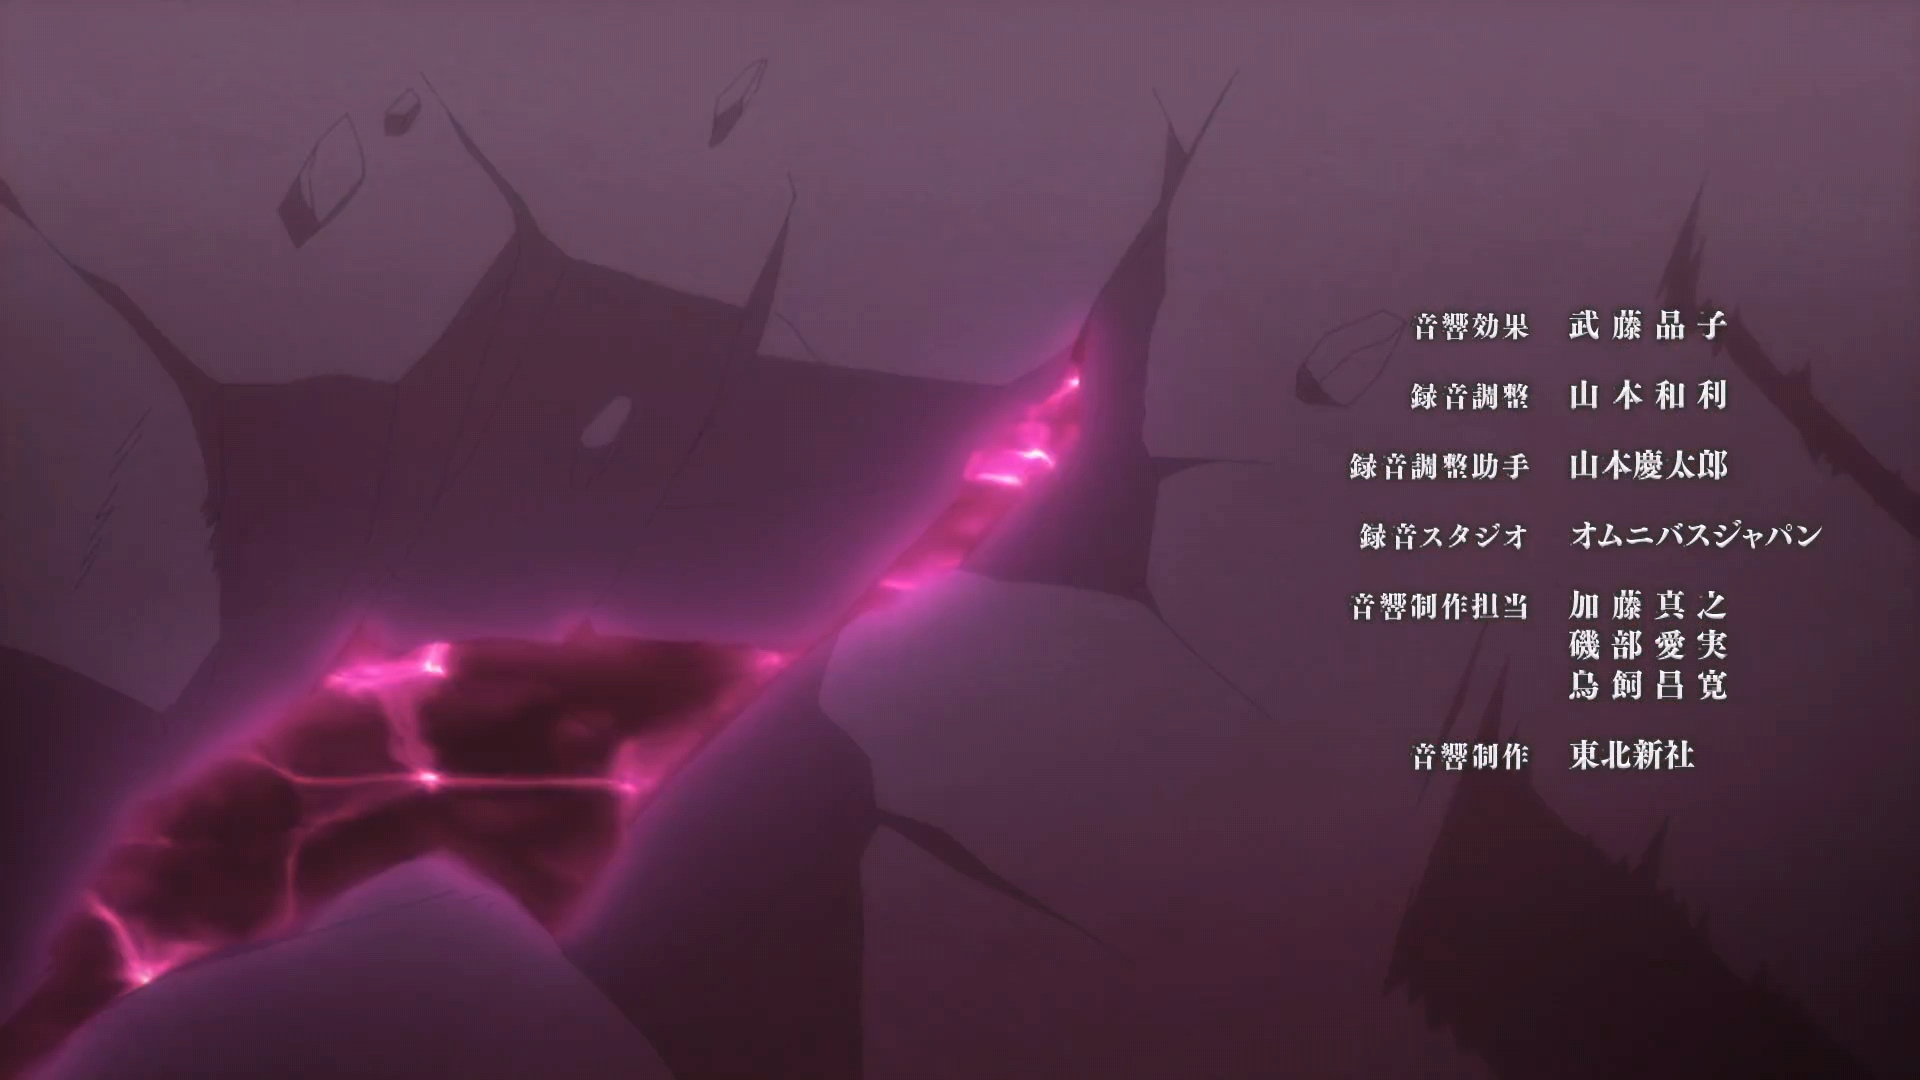 音響効果 武藤晶子
録音調整 山本和利
録音調整助手 山本慶太郎
録音スタジオ オムニバスジャパン
音響制作担当 加藤真之
磯部愛実
鳥飼昌寛
音響制作 東北新社